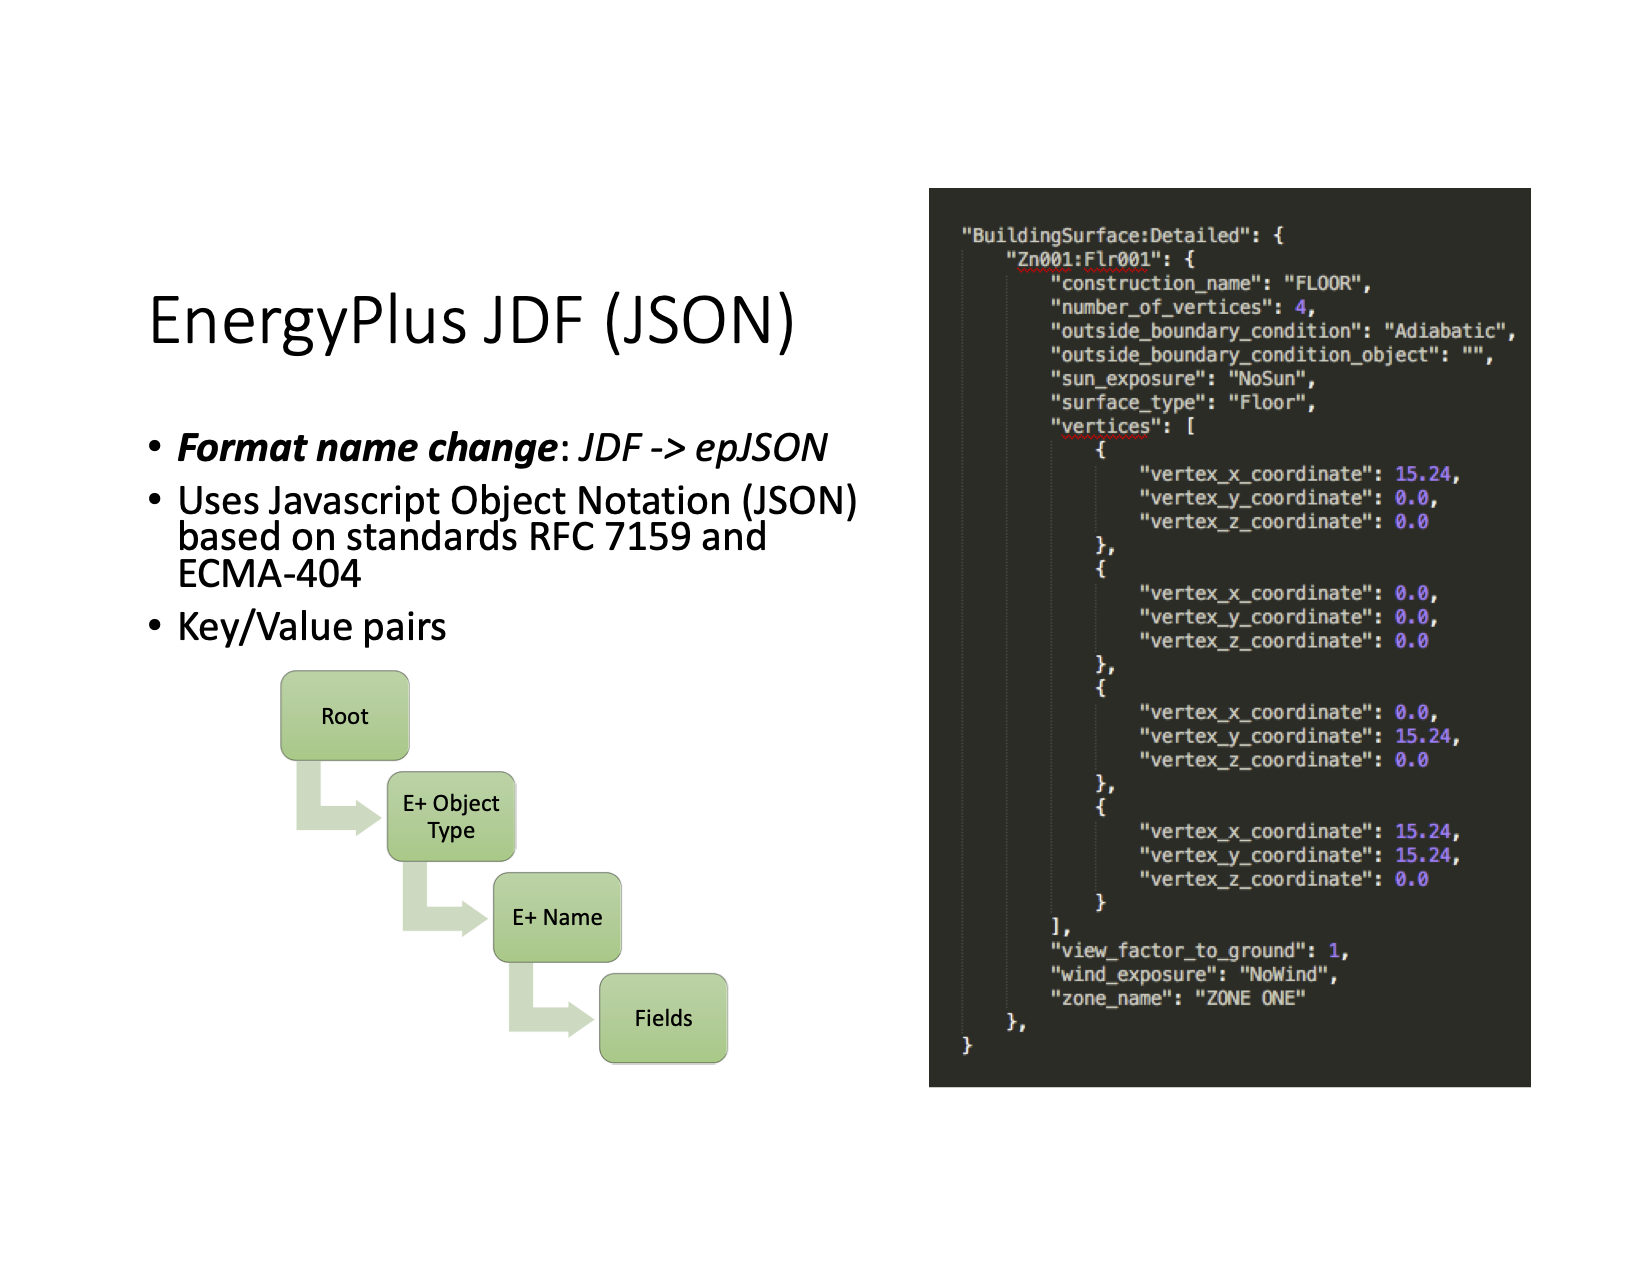 EnergyPlus JDF (JSON)
• Format name change: JDF -> epJSON
• Uses Javascript Object Notation (JSON)
based on standards RFC 7159 and
ECMA-404
• Key/Value pairs
Root
E+ Object
Type
E+ Name
Fields
"BuildingSurface:Detailed": {
    "Zn001:Flr001": {
        "construction_name": "FLOOR",
        "number_of_vertices": 4,
        "outside_boundary_condition": "Adiabatic",
        "outside_boundary_condition_object": "",
        "sun_exposure": "NoSun",
        "surface_type": "Floor",
        "vertices": [
            {
                "vertex_x_coordinate": 15.24,
                "vertex_y_coordinate": 0.0,
                "vertex_z_coordinate": 0.0
            },
            {
                "vertex_x_coordinate": 0.0,
                "vertex_y_coordinate": 0.0,
                "vertex_z_coordinate": 0.0
            },
            {
                "vertex_x_coordinate": 0.0,
                "vertex_y_coordinate": 15.24,
                "vertex_z_coordinate": 0.0
            },
            {
                "vertex_x_coordinate": 15.24,
                "vertex_y_coordinate": 15.24,
                "vertex_z_coordinate": 0.0
            }
        ],
        "view_factor_to_ground": 1,
        "wind_exposure": "NoWind",
        "zone_name": "ZONE ONE"
    },
}